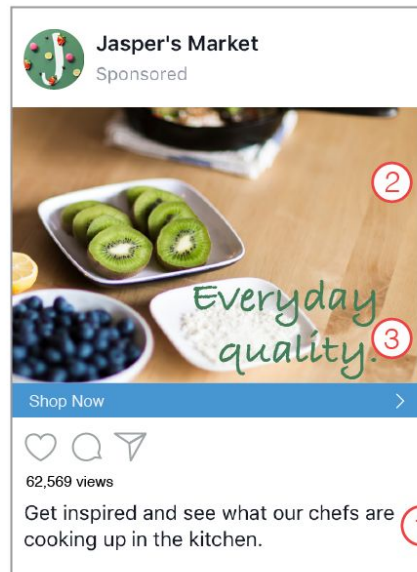 Jasper's Market
Sponsored
2
Everyday
quality.
3
Shop Now
62,569 views
Get inspired and see what our chefs are
cooking up in the kitchen.